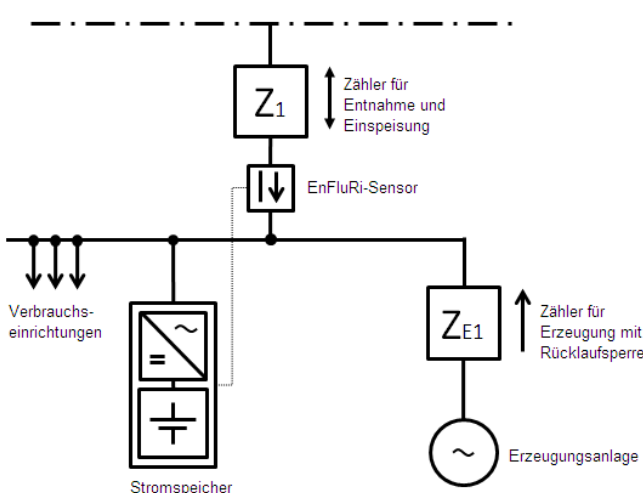 Z1
Zähler für
Entnahme und
Einspeisung
EnFluRi-Sensor
Verbrauchs-
einrichtungen
ZE1
Zähler für
Erzeugung mit
Rücklaufsperre
Erzeugungsanlage
Stromspeicher